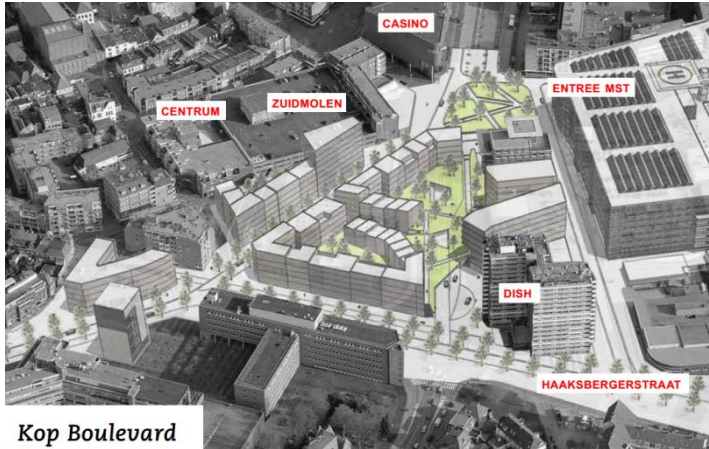 CASINO
ENTREE MST
ZUIDMOLEN
CENTRUM
H
DISH
HAAKSBERGERSTRAAT
Kop Boulevard